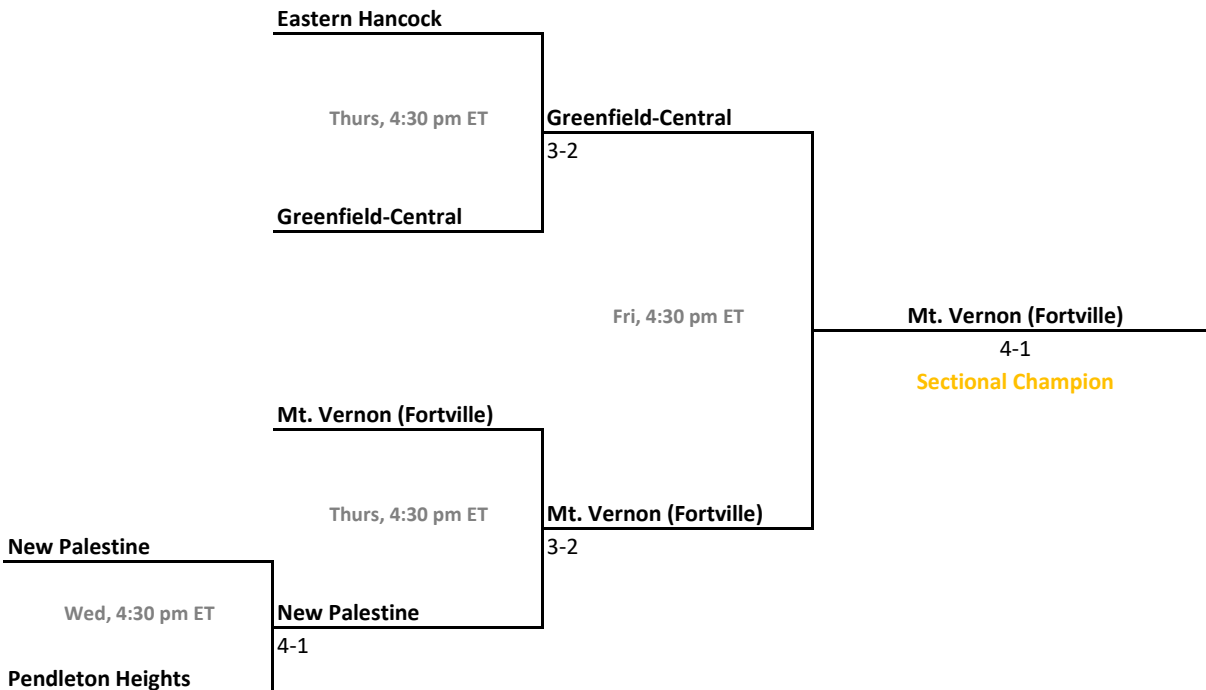 Eastern Hancock
Thurs, 4:30 pm ET
Greenfield-Central
3-2
Greenfield-Central
Fri, 4:30 pm ET
Mt. Vernon (Fortville)
4-1
Sectional Champion
Mt. Vernon (Fortville)
Thurs, 4:30 pm ET
Mt. Vernon (Fortville)
3-2
New Palestine
Wed, 4:30 pm ET
New Palestine
4-1
Pendleton Heights